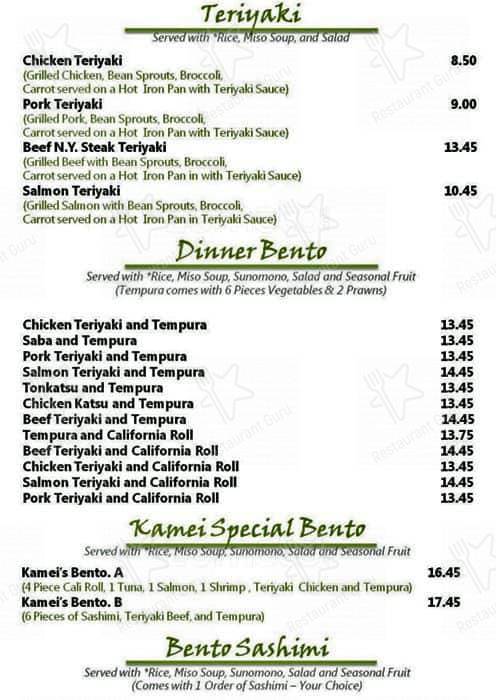 Teriyaki
Served with *Rice, Miso Soup, and Salad
Chicken Teriyaki 8.50
(Grilled Chicken, Bean Sprouts, Broccoli,
Carrot served on a Hot Iron Pan with Teriyaki Sauce)
Pork Teriyaki 9.00
(Grilled Pork, Bean Sprouts, Broccoli,
Carrot served on a Hot Iron Pan with Teriyaki Sauce)
Beef N.Y. Steak Teriyaki 13.45
(Grilled Beef with Bean Sprouts, Broccoli,
Carrot served on a Hot Iron Pan in with Teriyaki Sauce)
Salmon Teriyaki 10.45
(Grilled Salmon with Bean Sprouts, Broccoli,
Carrot served on a Hot Iron Pan in Teriyaki Sauce)
Dinner Bento
Served with *Rice, Miso Soup, Sunomono, Salad and Seasonal Fruit
(Tempura comes with 6 Pieces Vegetables & 2 Prawns)
Chicken Teriyaki and Tempura 13.45
Saba and Tempura 13.45
Pork Teriyaki and Tempura 13.45
Salmon Teriyaki and Tempura 14.45
Tonkatsu and Tempura 13.45
Chicken Katsu and Tempura 13.45
Beef Teriyaki and Tempura 14.45
Tempura and California Roll 13.75
Beef Teriyaki and California Roll 14.45
Chicken Teriyaki and California Roll 13.45
Salmon Teriyaki and California Roll 14.45
Pork Teriyaki and California Roll 13.45
Kamei Special Bento
Served with *Rice, Miso Soup, Sunomono, Salad and Seasonal Fruit
Kamei's Bento. A 16.45
(4 Piece Cali Roll, 1 Tuna, 1 Salmon, 1 Shrimp , Teriyaki Chicken and Tempura)
Kamei's Bento. B 17.45
(6 Pieces of Sashimi, Teriyaki Beef, and Tempura)
Bento Sashimi
Served with *Rice, Miso Soup, Sunomono, Salad and Seasonal Fruit
(Comes with 1 Order of Sashimi – Your Choice)
Restaurant Guru